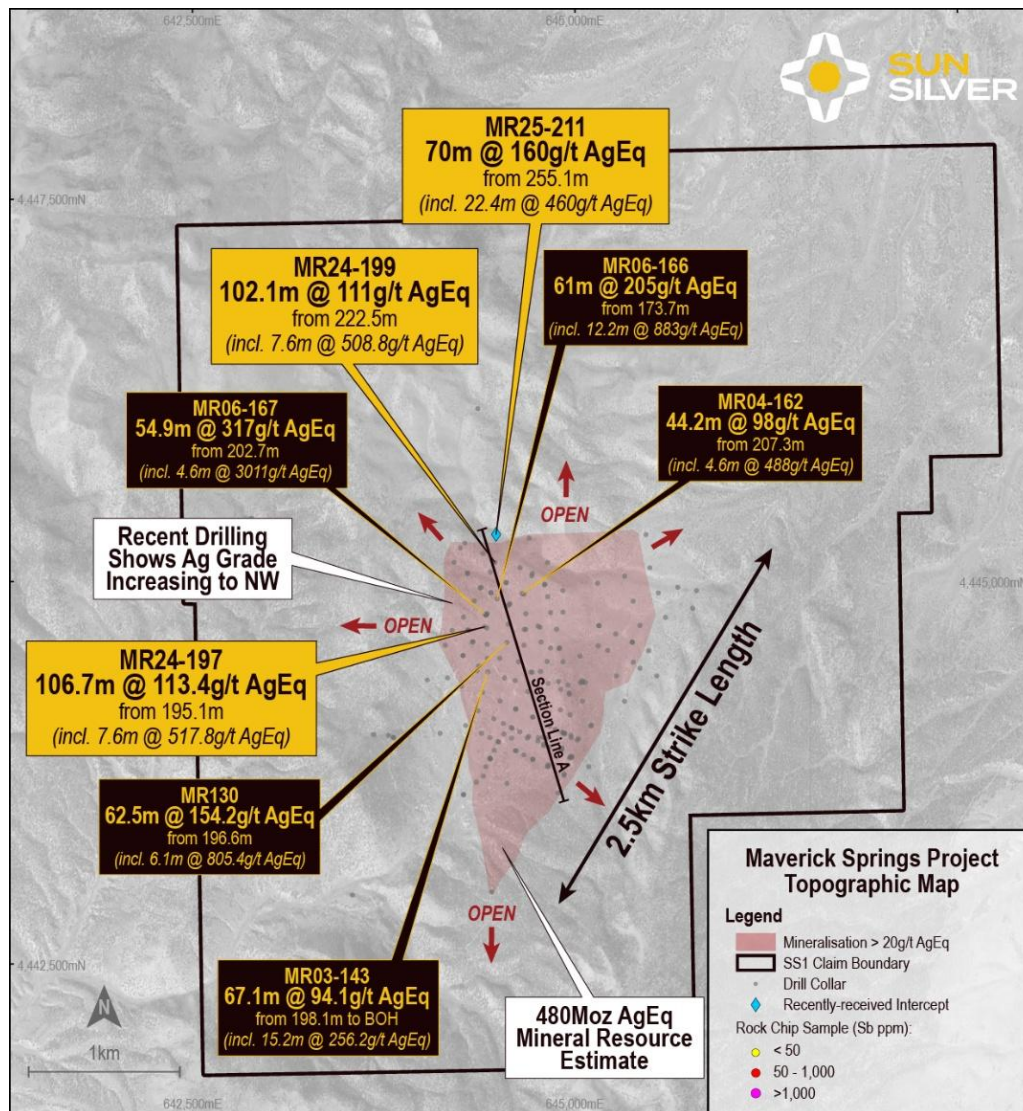 642,500mE
645,000mE
SUN
SILVER
MR25-211
70m @ 160g/t AgEq
from 255.1m
(incl. 22.4m @ 460g/t AgEq)
4,447,500mN
MR24-199
102.1m @ 111g/t AgEq
from 222.5m
(incl. 7.6m @ 508.8g/t AgEq)
MR06-166
61m @ 205g/t AgEq
from 173.7m
(incl. 12.2m @ 883g/t AgEq)
MR06-167
54.9m @ 317g/t AgEq
from 202.7m
(incl. 4.6m @ 3011g/t AgEq)
MR04-162
44.2m @ 98g/t AgEq
from 207.3m
(incl. 4.6m @ 488g/t AgEq)
OPEN
Recent Drilling
Shows Ag Grade
Increasing to NW
4,445,000mN
OPEN
MR24-197
106.7m @ 113.4g/t AgEq
from 195.1m
(incl. 7.6m @ 517.8g/t AgEq)
Section Line A
2.5km Strike Length
MR130
62.5m @ 154.2g/t AgEq
from 196.6m
(incl. 6.1m @ 805.4g/t AgEq)
OPEN
MR03-143
67.1m @ 94.1g/t AgEq
from 198.1m to BOH
(incl. 15.2m @ 256.2g/t AgEq)
480Moz AgEq
Mineral Resource
Estimate
4,442,500mN
N
1km
642,500mE
645,000mE
Maverick Springs Project
Topographic Map
Legend
Mineralisation > 20g/t AgEq
SS1 Claim Boundary
Drill Collar
Recently-received Intercept
Rock Chip Sample (Sb ppm):
< 50
50 - 1,000
>1,000